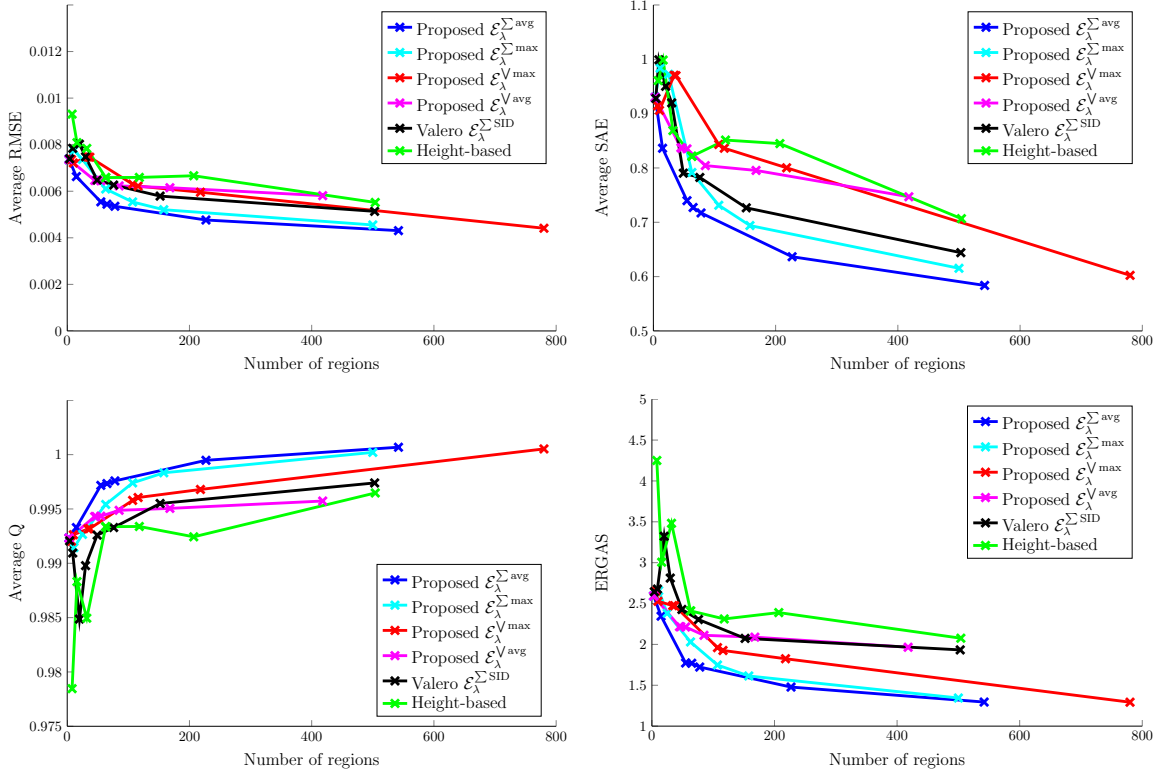 0.012
0.01
0.008
0.006
0.004
0.002
0
Average RMSE
0 200 400 600 800
Number of regions
Proposed ℰ_λ^{∑avg}
Proposed ℰ_λ^{∑max}
Proposed ℰ_λ^{⋁max}
Proposed ℰ_λ^{⋁avg}
Valero ℰ_λ^{∑SID}
Height-based
1.1
1
0.9
0.8
0.7
0.6
0.5
Average SAE
0 200 400 600 800
Number of regions
Proposed ℰ_λ^{∑avg}
Proposed ℰ_λ^{∑max}
Proposed ℰ_λ^{⋁max}
Proposed ℰ_λ^{⋁avg}
Valero ℰ_λ^{∑SID}
Height-based
1
0.995
0.99
0.985
0.98
0.975
Average Q
0 200 400 600 800
Number of regions
Proposed ℰ_λ^{∑avg}
Proposed ℰ_λ^{∑max}
Proposed ℰ_λ^{⋁max}
Proposed ℰ_λ^{⋁avg}
Valero ℰ_λ^{∑SID}
Height-based
5
4.5
4
3.5
3
2.5
2
1.5
1
ERGAS
0 200 400 600 800
Number of regions
Proposed ℰ_λ^{∑avg}
Proposed ℰ_λ^{∑max}
Proposed ℰ_λ^{⋁max}
Proposed ℰ_λ^{⋁avg}
Valero ℰ_λ^{∑SID}
Height-based